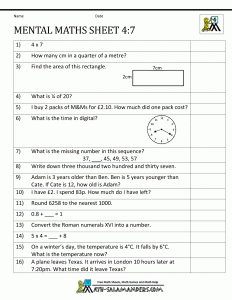 Name Date
MENTAL MATHS SHEET 4:7
1) 4 x 7
2) How many cm in a quarter of a metre?
3) Find the area of this rectangle.
7cm
2cm
4) What is ¼ of 20?
5) I buy 2 packs of M&Ms for £2.10. How much did one pack cost?
6) What is the time in digital?
7) What is the missing number in this sequence?
37, ___, 45, 49, 53, 57
8) Write down three thousand two hundred and thirty seven.
9) Adam is 3 years older than Ben. Ben is 5 years younger than
Cate. If Cate is 12, how old is Adam?
10) I have £2. I spend 83p. How much do I have left?
11) Round 6258 to the nearest 1000.
12) 0.8 + ___ = 1
13) Convert the Roman numerals XVI into a number.
14) 5 x 4 = ___ + 8
15) On a winter's day, the temperature is 4°C. It falls by 6°C.
What is the temperature now?
16) A plane leaves Texas. It arrives in London 10 hours later at
7:20pm. What time did it leave Texas?
Free Math Sheets, Math Games and Math Help
MATH-SALAMANDERS.COM